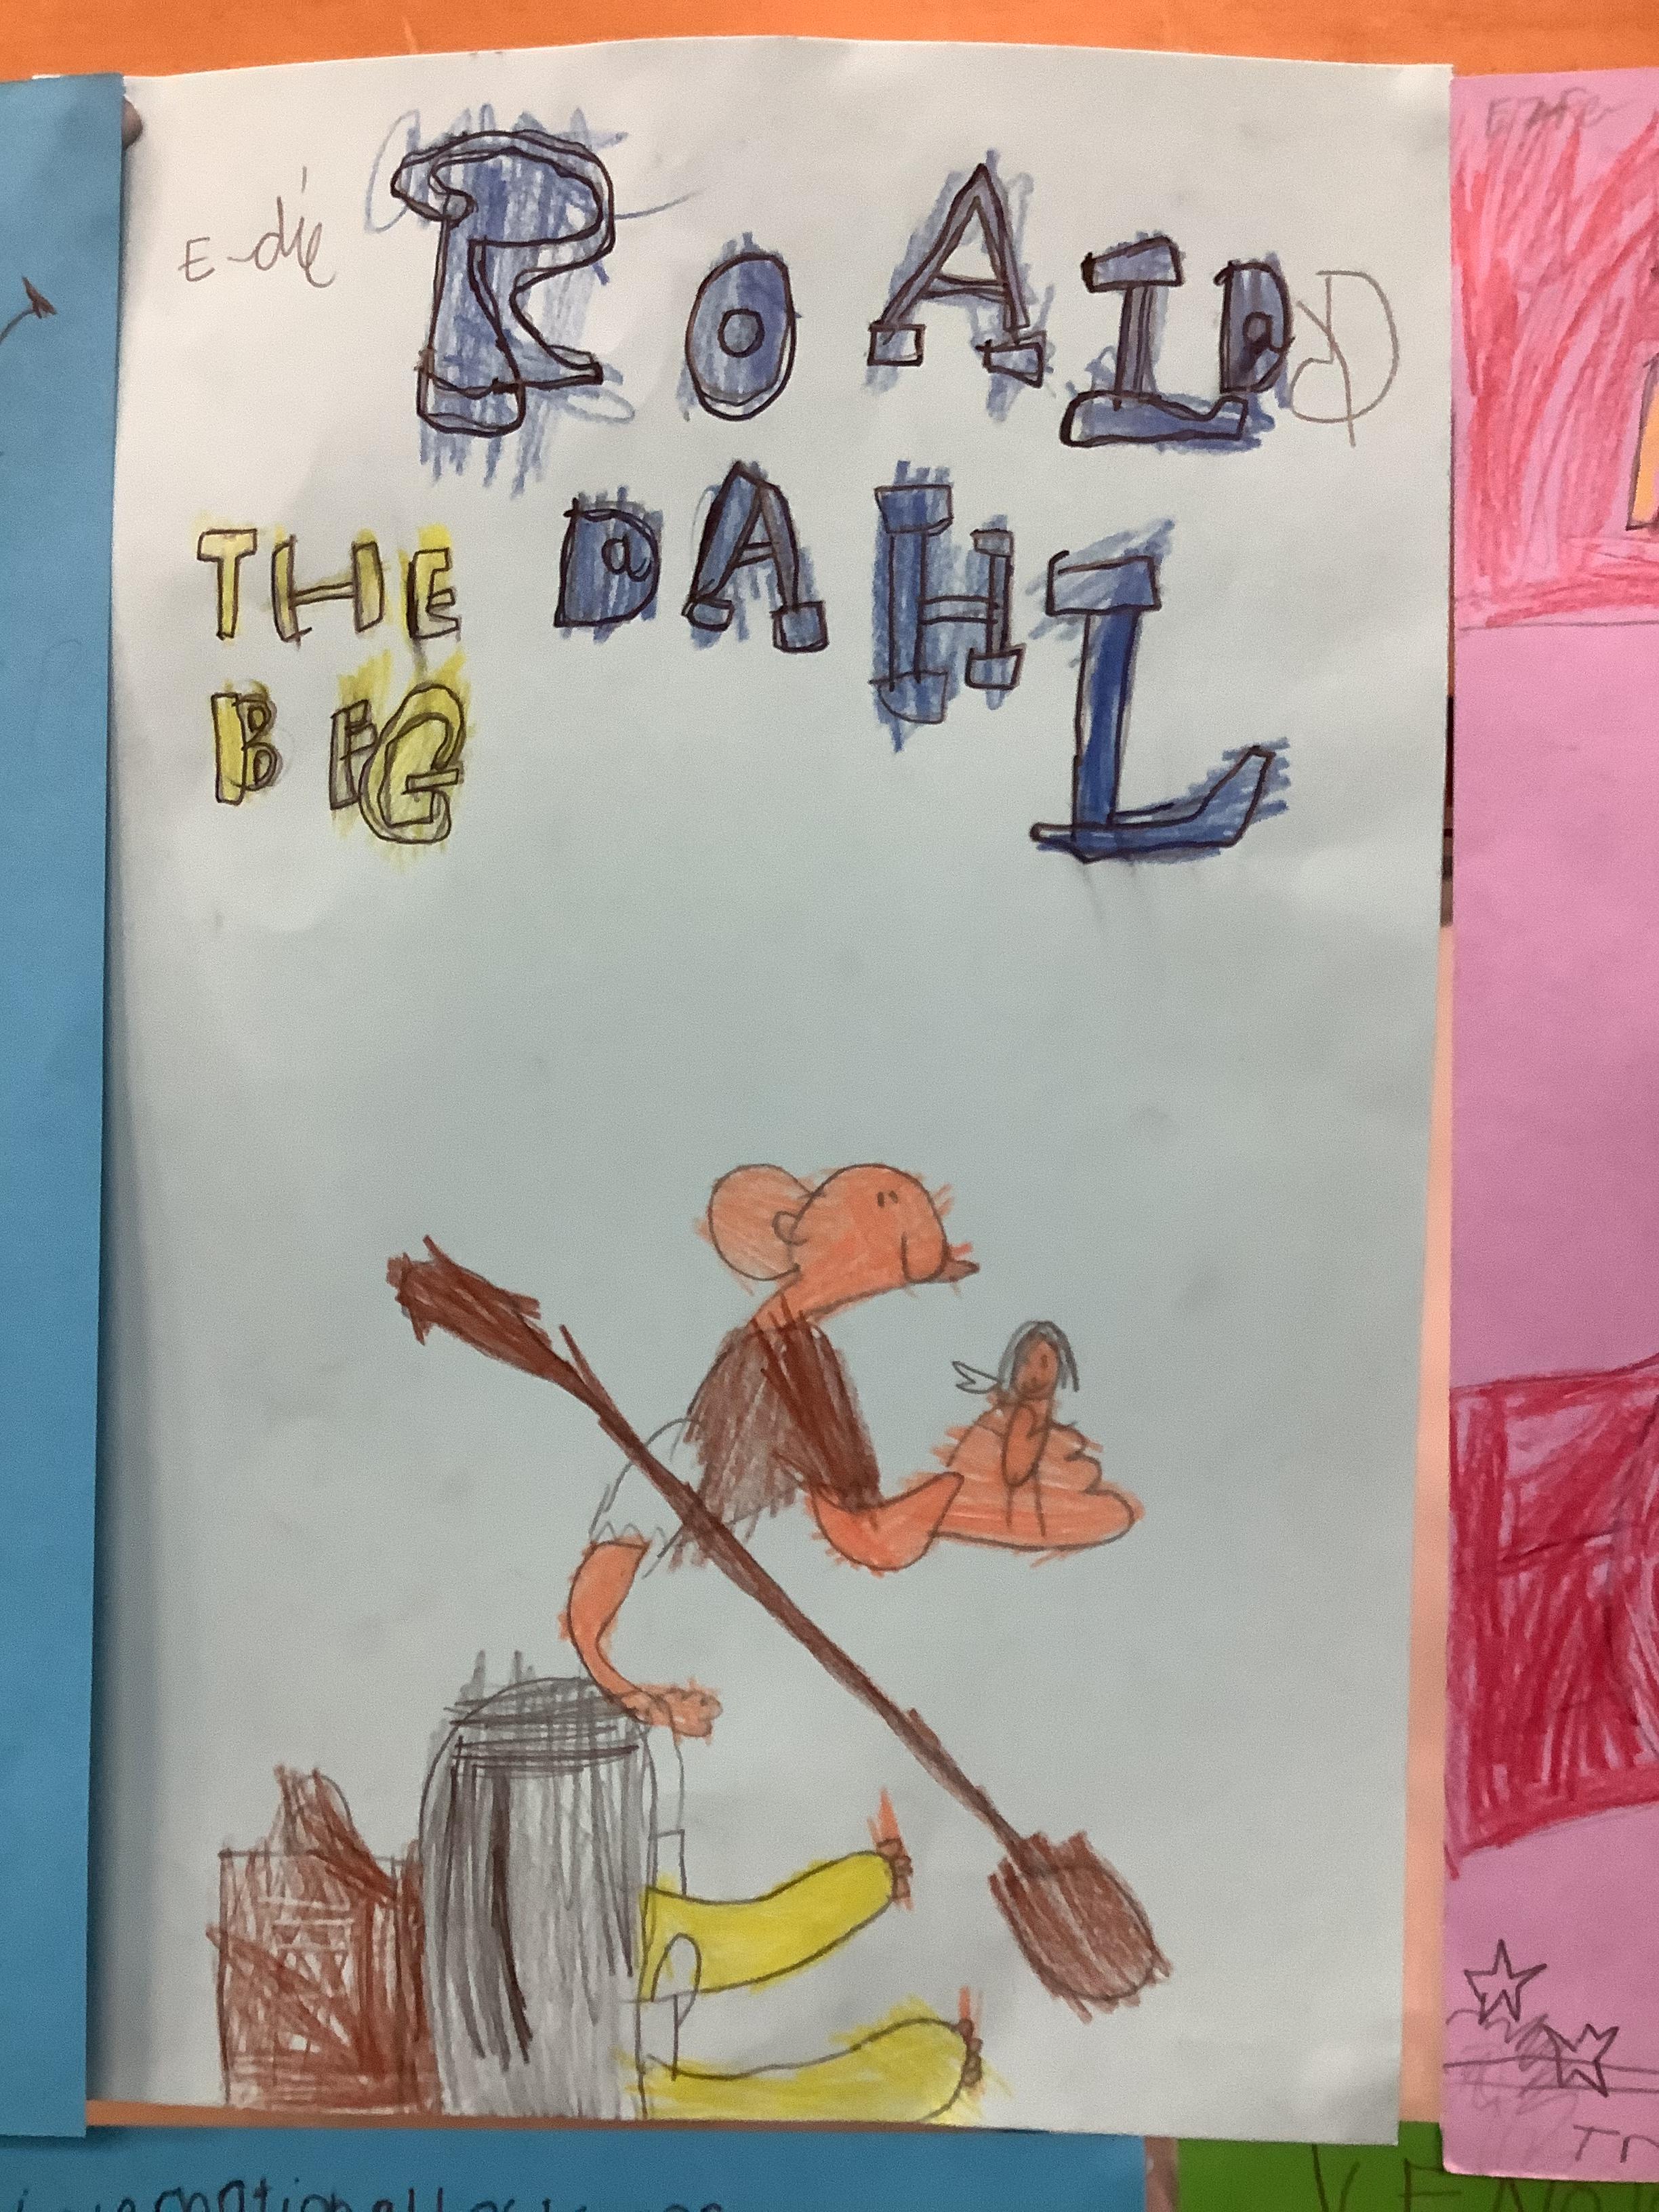 E-die
ROALD
DAHL
THE
BFG